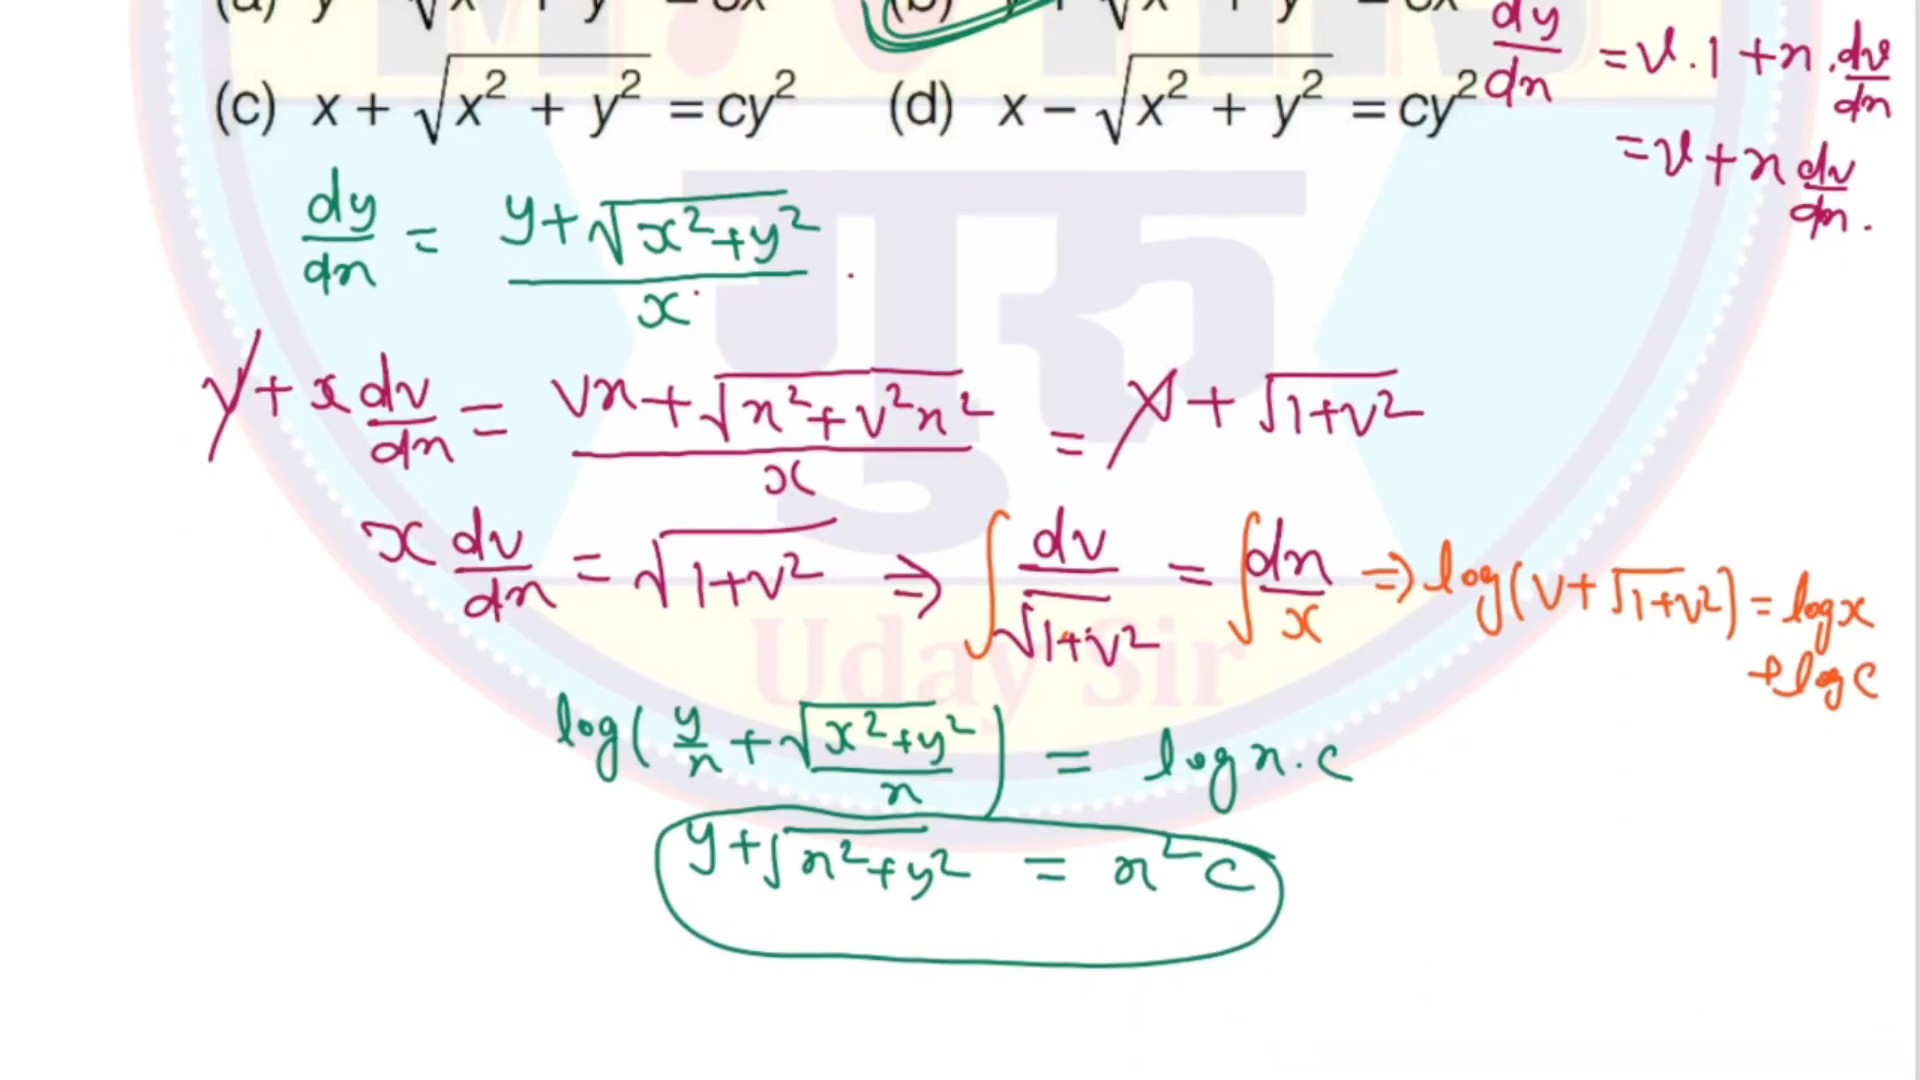 (c) x + √(x² + y²) = cy² (d) x − √(x² + y²) = cy²
dy/dx = v.1 + x.dv/dx
= v + x dv/dx.
dy/dx = (y + √(x² + y²))/x
v + x dv/dx = (vx + √(x² + v²x²))/x = v + √(1+v²)
x dv/dx = √(1+v²) ⇒ ∫ dv/√(1+v²) = ∫ dx/x ⇒ log(v + √(1+v²)) = log x
+ log c
log(y/x + √(x²+y²)/x) = log x.c
y + √(x²+y²) = x²c
गुरु
Uday Sir